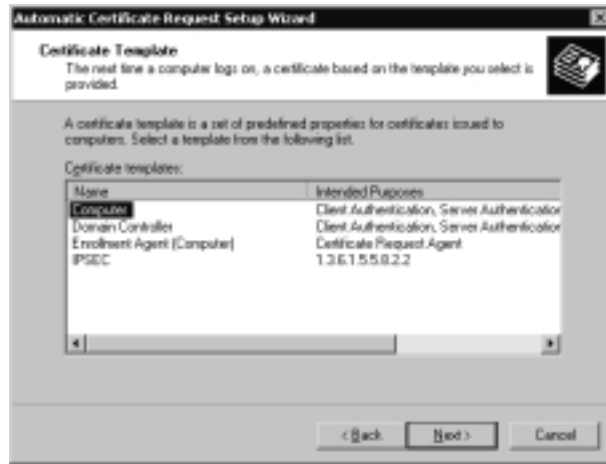 Automatic Certificate Request Setup Wizard
Certificate Template
The next time a computer logs on, a certificate based on the template you select is
provided.
A certificate template is a set of predefined properties for certificates issued to
computers. Select a template from the following list.
Certificate templates:
Name Intended Purposes
Computer Client Authentication, Server Authentication
Domain Controller Client Authentication, Server Authentication
Enrollment Agent (Computer) Certificate Request Agent
IPSEC 1.3.6.1.5.5.8.2.2
< Back Next > Cancel